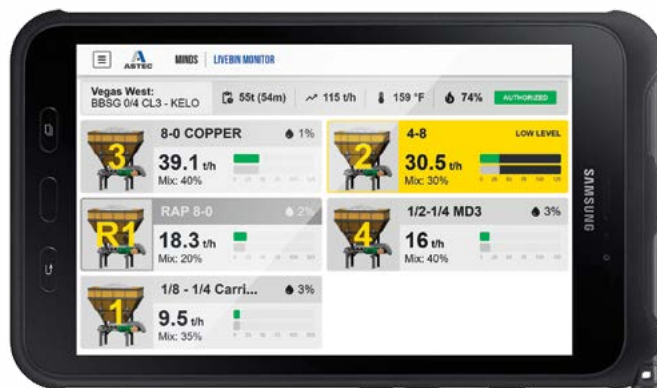 ASTEC MINDS LIVEBIN MONITOR
Vegas West:
BBSG 0/4 CL3 - KELO 55t (54m) 115 t/h 159 °F 74% AUTHORIZED
3 8-0 COPPER 1%
39.1 t/h
Mix: 40%
2 4-8 LOW LEVEL
30.5 t/h
Mix: 30%
R1 RAP 8-0 2%
18.3 t/h
Mix: 20%
4 1/2-1/4 MD3 3%
16 t/h
Mix: 40%
1 1/8 - 1/4 Carri... 3%
9.5 t/h
Mix: 35%
SAMSUNG